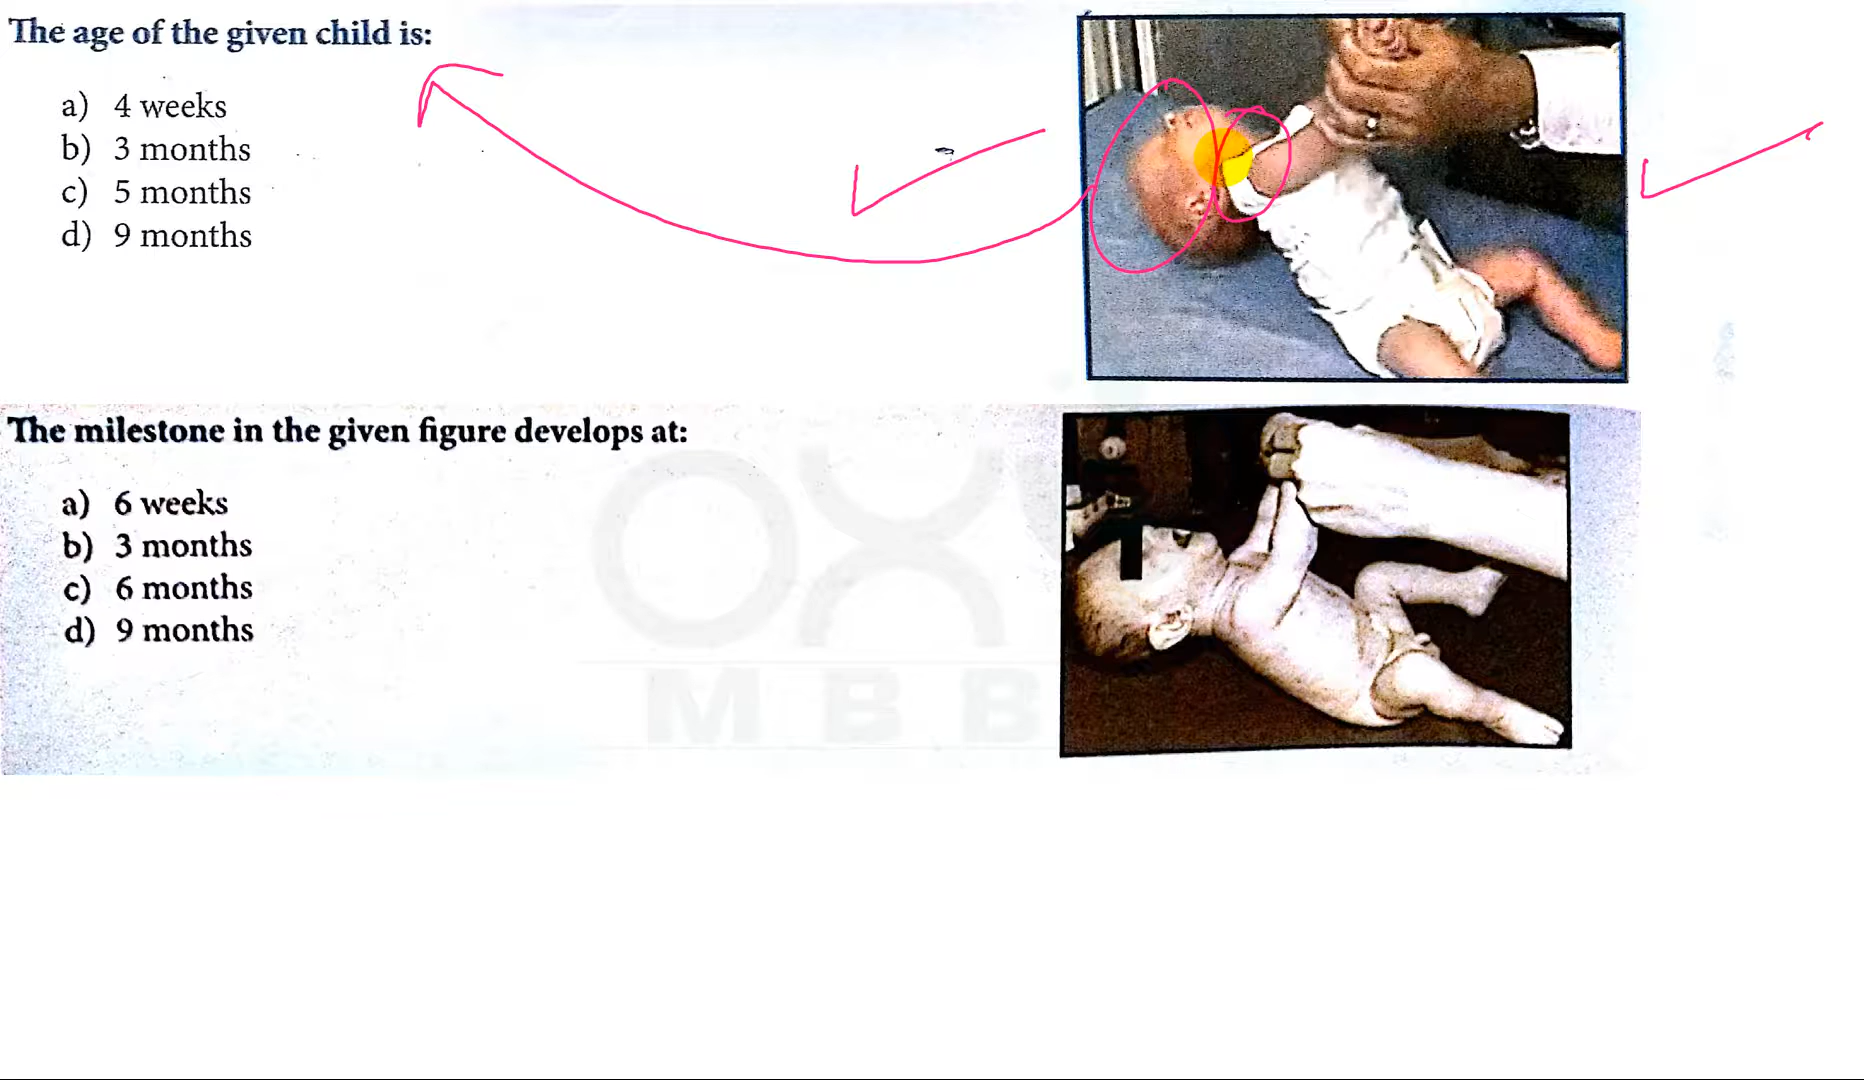 The age of the given child is:
a) 4 weeks
b) 3 months
c) 5 months
d) 9 months
The milestone in the given figure develops at:
a) 6 weeks
b) 3 months
c) 6 months
d) 9 months
MBB